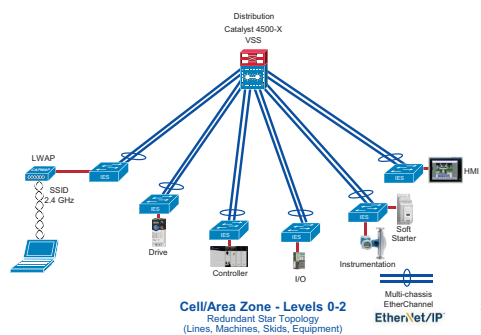 Distribution
Catalyst 4500-X
VSS
LWAP
IES
SSID
2.4 GHz
IES
HMI
IES
Drive
IES
Controller
IES
I/O
IES
Soft
Starter
Instrumentation
Multi-chassis
EtherChannel
EtherNet/IP
Cell/Area Zone - Levels 0-2
Redundant Star Topology
(Lines, Machines, Skids, Equipment)